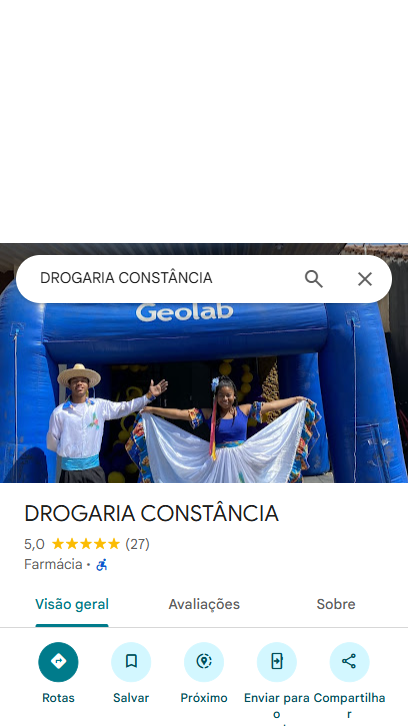 DROGARIA CONSTÂNCIA
Geolab
DROGARIA CONSTÂNCIA
5,0 ★★★★★ (27)
Farmácia ·
Visão geral Avaliações Sobre
Rotas Salvar Próximo Enviar para o Compartilhar